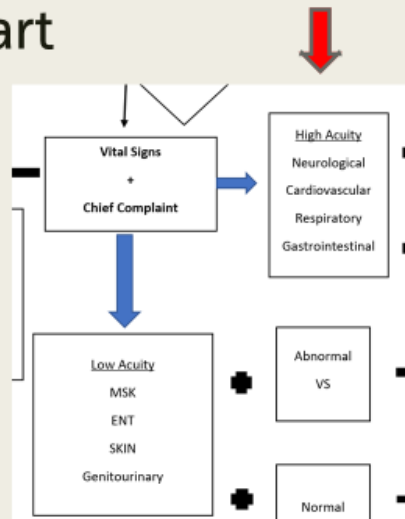 art
Vital Signs
+
Chief Complaint
High Acuity
Neurological
Cardiovascular
Respiratory
Gastrointestinal
Low Acuity
MSK
ENT
SKIN
Genitourinary
Abnormal
VS
Normal